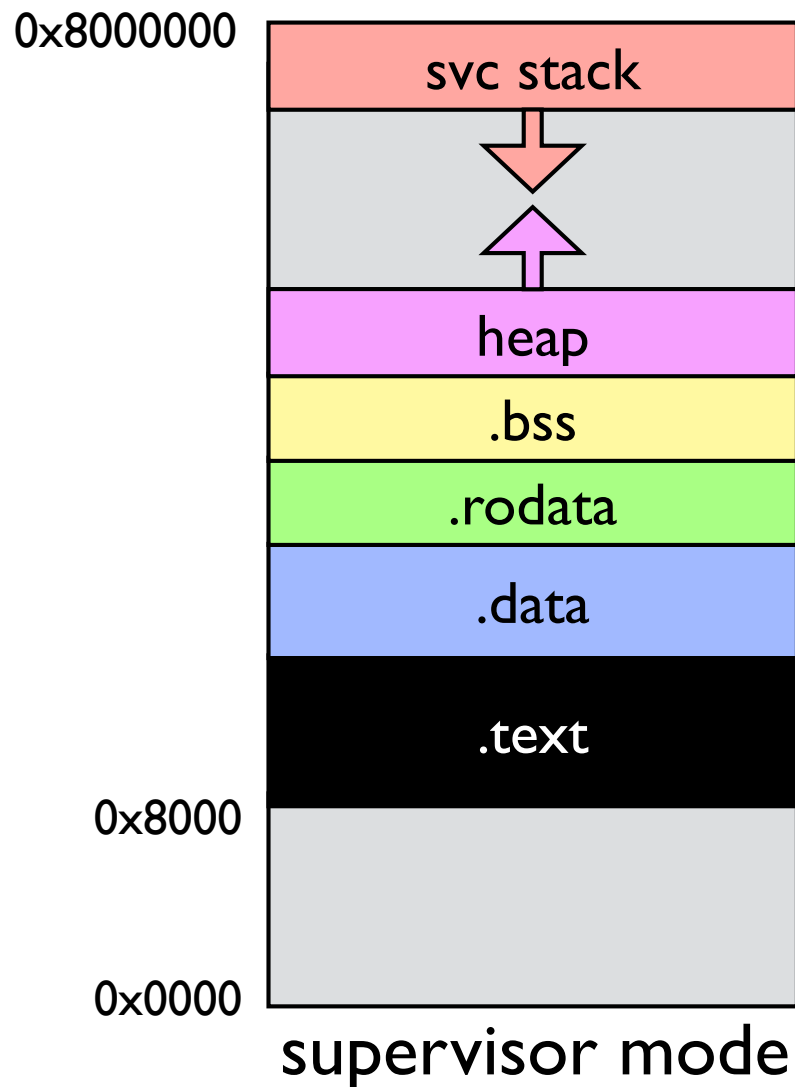 0x8000000
svc stack
heap
.bss
.rodata
.data
.text
0x8000
0x0000
supervisor mode